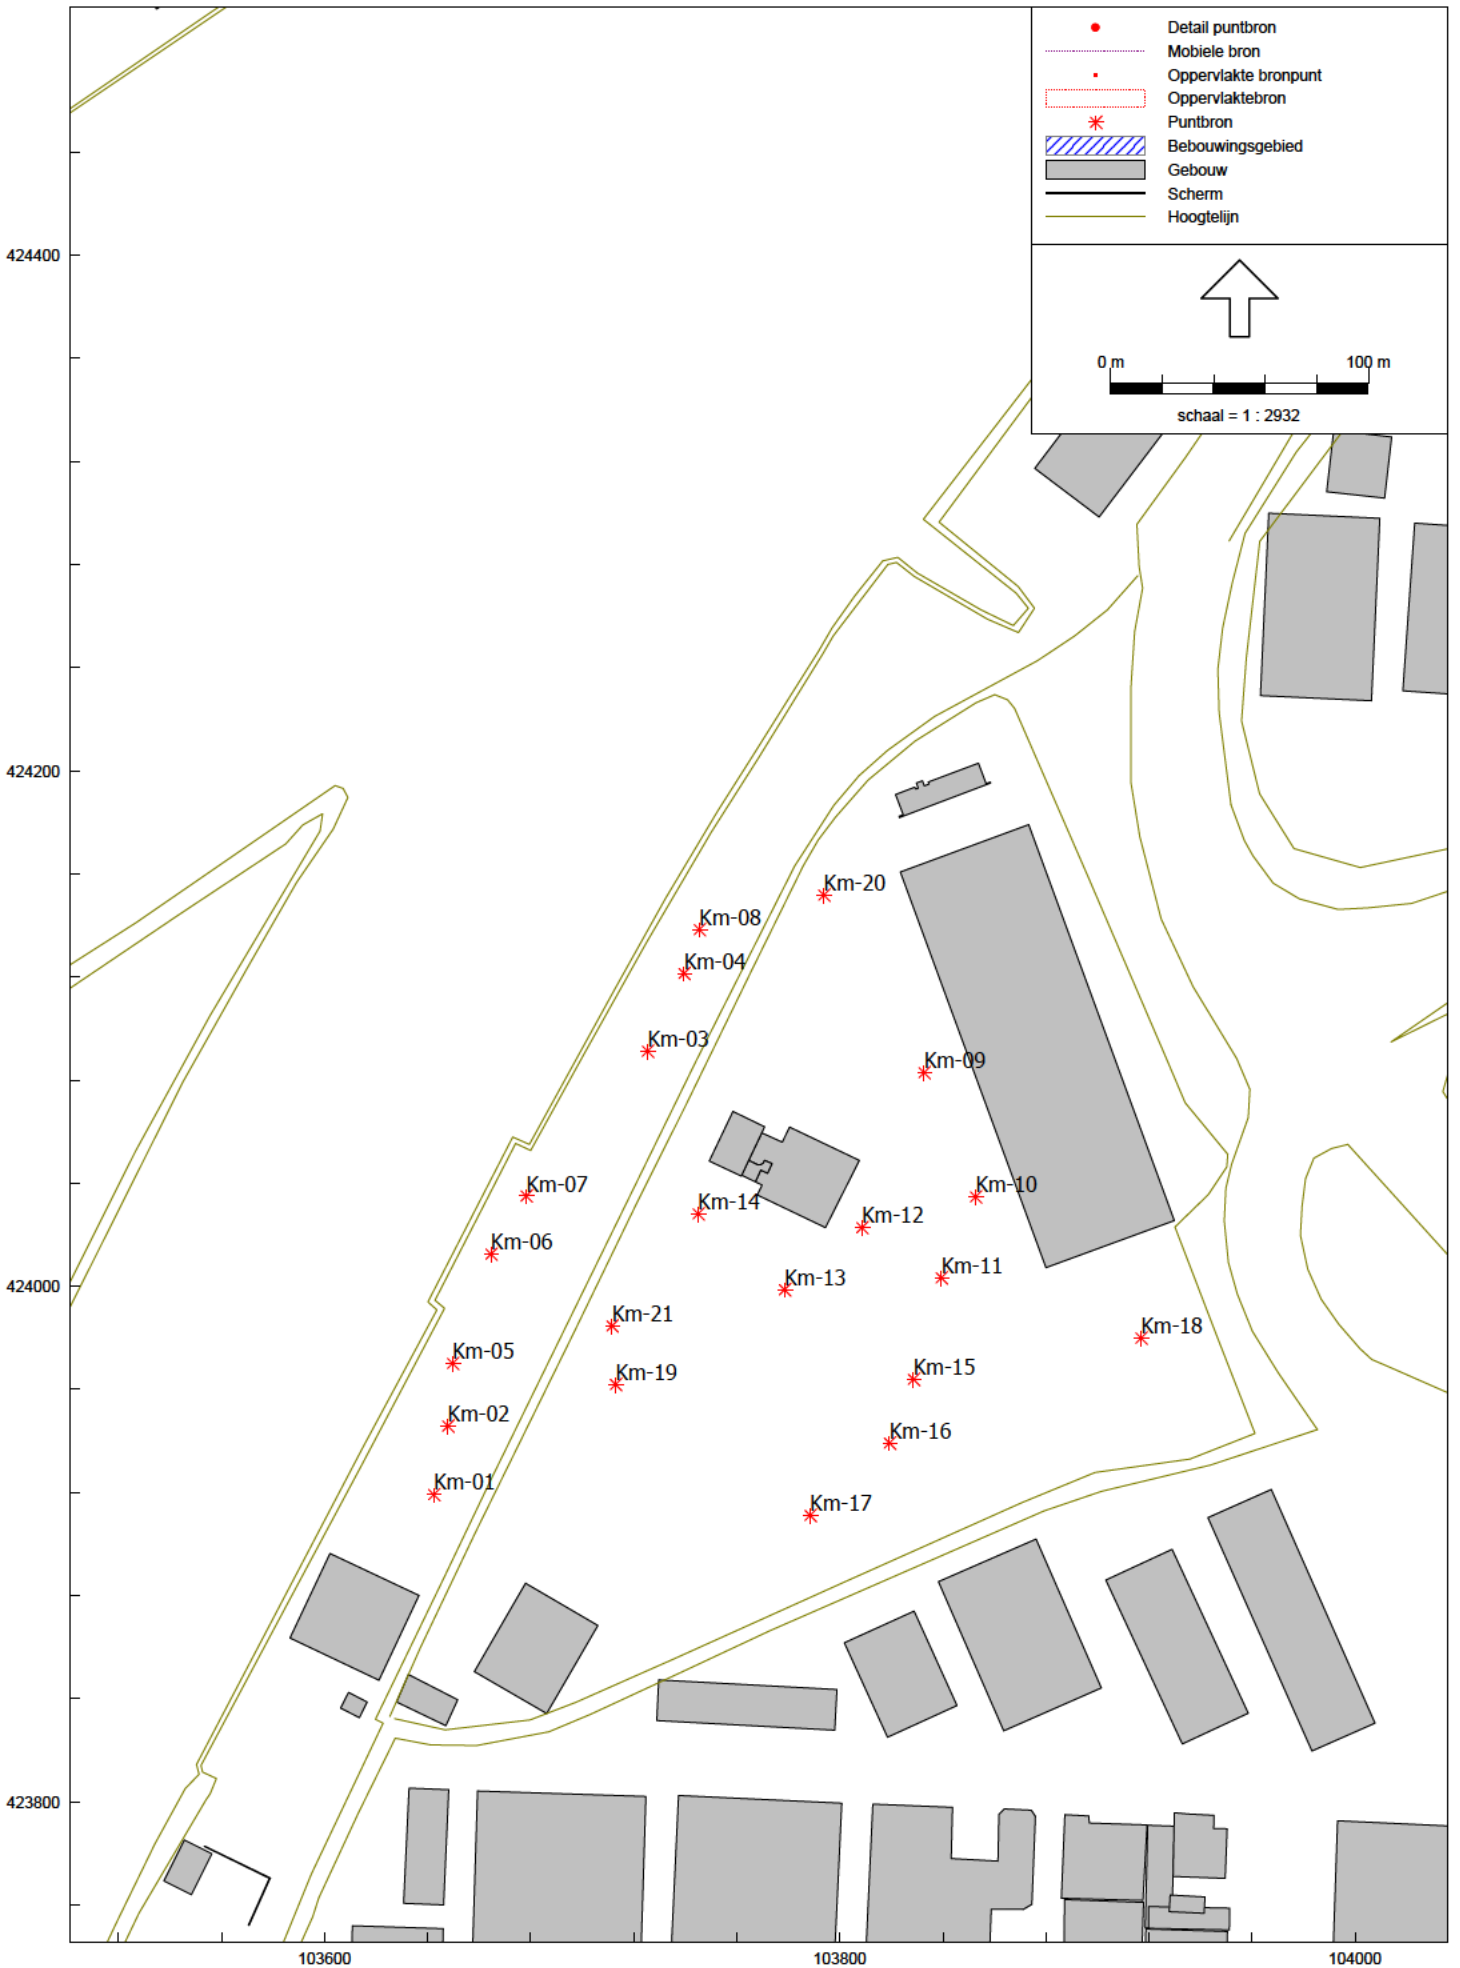 Detail puntbron
Mobiele bron
Oppervlakte bronpunt
Oppervlaktebron
Puntbron
Bebouwingsgebied
Gebouw
Scherm
Hoogtelijn
424400
0 m 100 m
schaal = 1 : 2932
424200
Km-20
Km-08
Km-04
Km-03
Km-09
Km-07
Km-10
Km-14
Km-12
Km-06
Km-11
Km-13
424000
Km-21
Km-18
Km-05
Km-15
Km-19
Km-02
Km-16
Km-01
Km-17
423800
103600 103800 104000